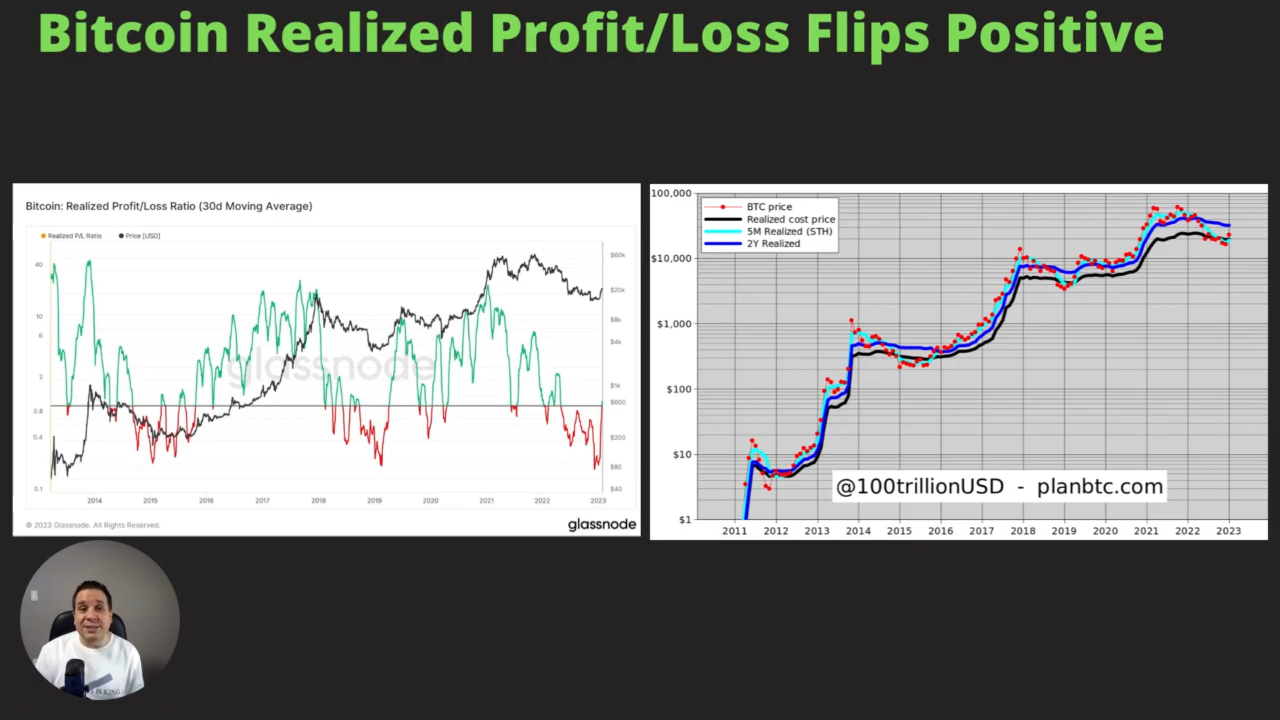 Bitcoin Realized Profit/Loss Flips Positive
Bitcoin: Realized Profit/Loss Ratio (30d Moving Average)
Realized P/L Ratio
Price [USD]
40
10
6
2
0.8
0.4
0.1
$60k
$20k
$8k
$4k
$1k
$600
$200
$80
$40
glassnode
2014 2015 2016 2017 2018 2019 2020 2021 2022 2023
© 2023 Glassnode. All Rights Reserved.
glassnode
100,000
$10,000
$1,000
$100
$10
$1
BTC price
Realized cost price
5M Realized (STH)
2Y Realized
@100trillionUSD - planbtc.com
2011 2012 2013 2014 2015 2016 2017 2018 2019 2020 2021 2022 2023
IS KING